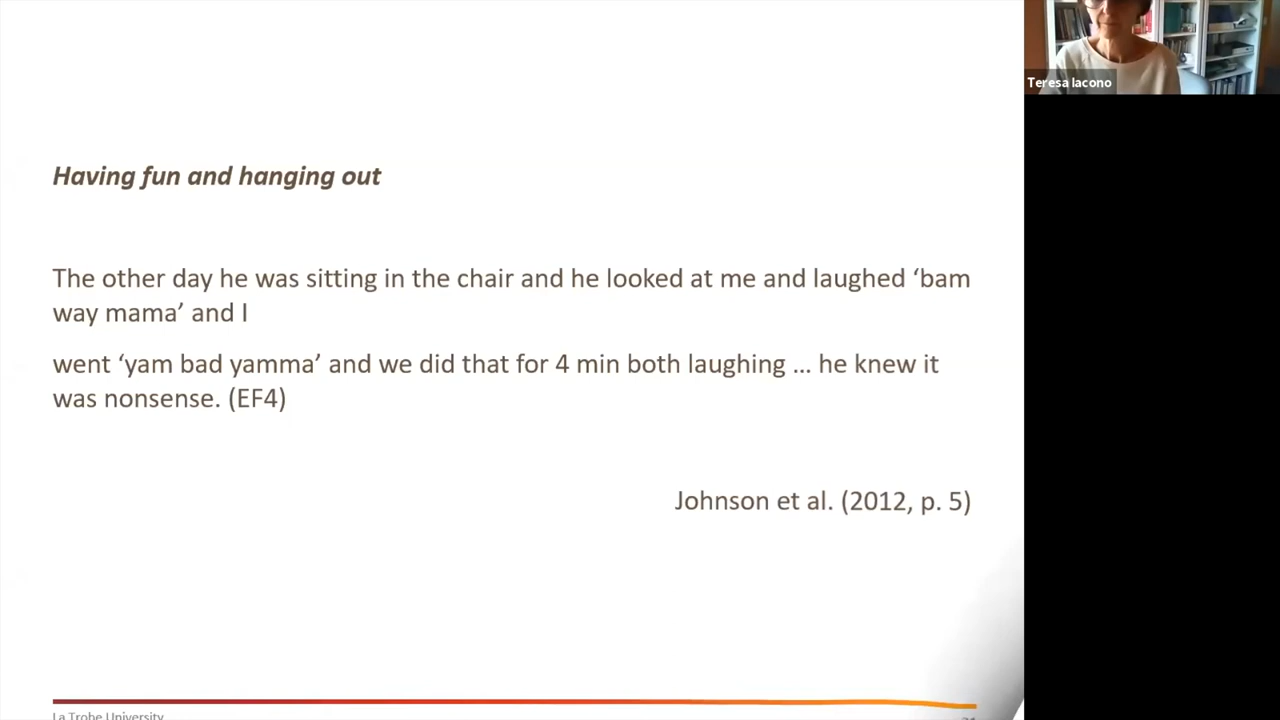 Teresa Iacono
Having fun and hanging out
The other day he was sitting in the chair and he looked at me and laughed ‘bam
way mama’ and I
went ‘yam bad yamma’ and we did that for 4 min both laughing … he knew it
was nonsense. (EF4)
Johnson et al. (2012, p. 5)
La Trobe University